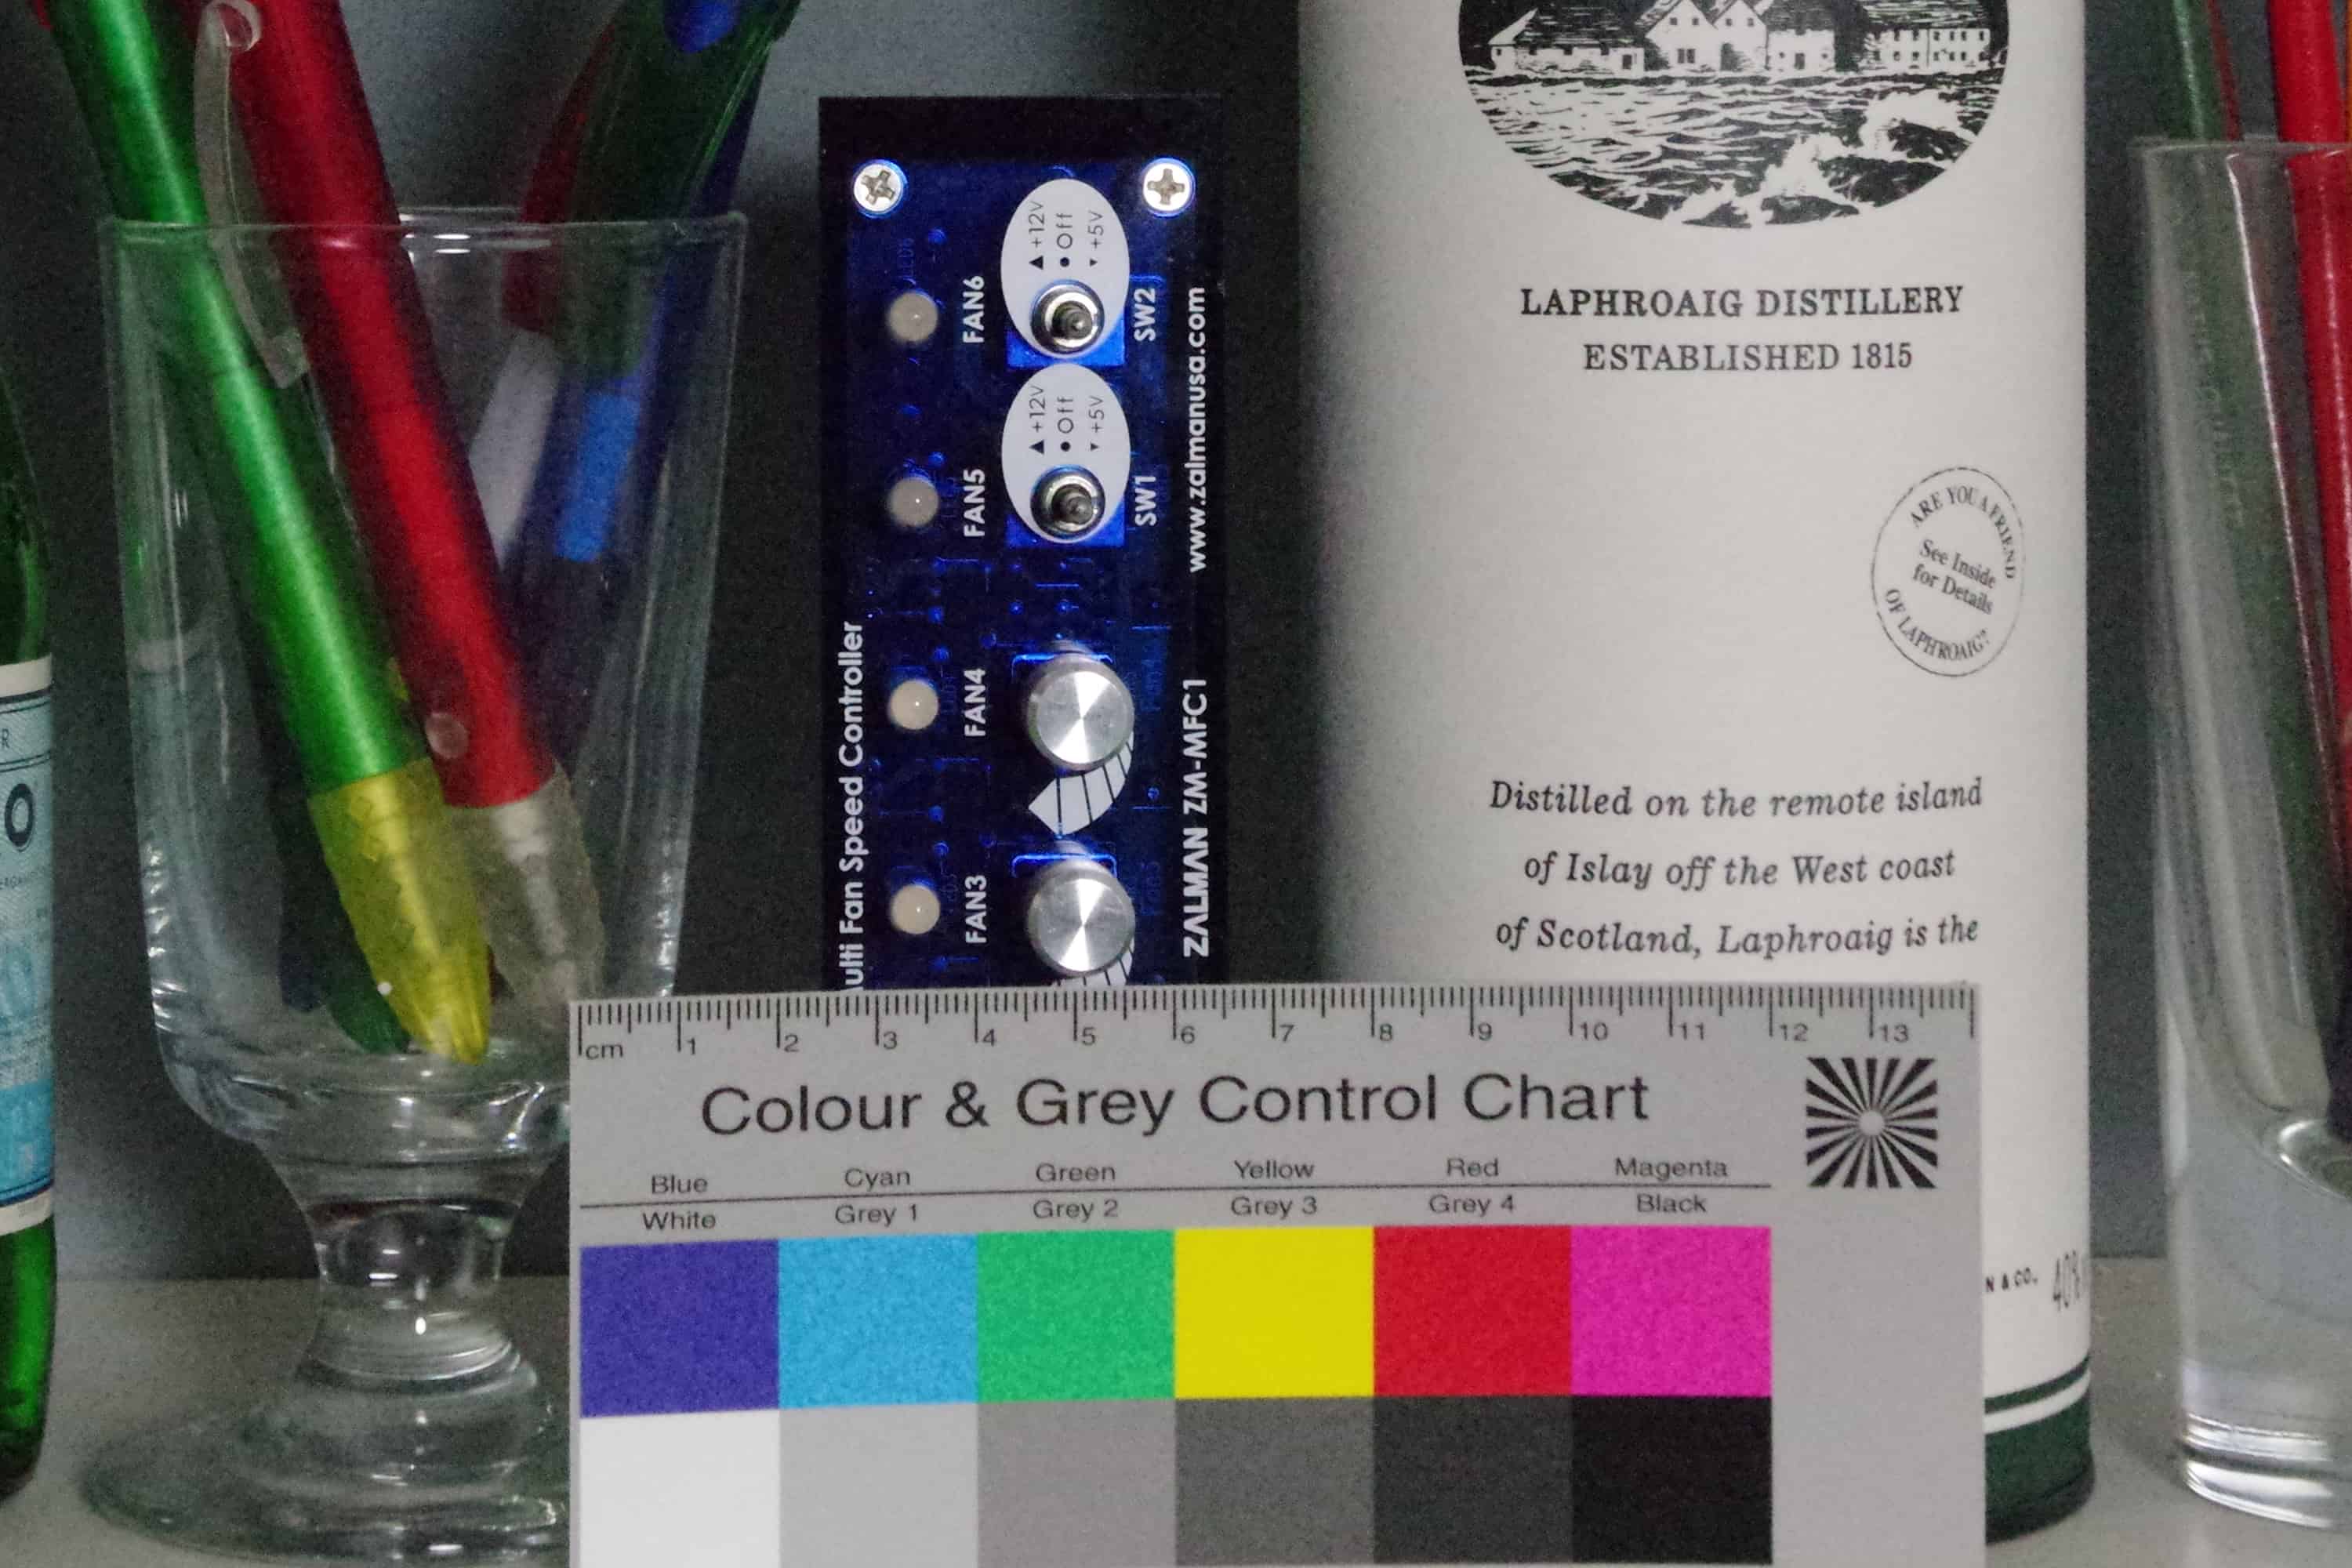 LAPHROAIG DISTILLERY
ESTABLISHED 1815
ARE YOU A FRIEND
See Inside
for Details
OF LAPHROAIG?
Distilled on the remote island
of Islay off the West coast
of Scotland, Laphroaig is the
N & CO. 40%
FAN6
FAN5
FAN4
FAN3
▲+12V
●Off
▼+5V
SW2
▲+12V
●Off
▼+5V
SW1
ulti Fan Speed Controller
ZALMAN ZM-MFC1
www.zalmanusa.com
R
O
cm 1 2 3 4 5 6 7 8 9 10 11 12 13
Colour & Grey Control Chart
Blue Cyan Green Yellow Red Magenta
White Grey 1 Grey 2 Grey 3 Grey 4 Black